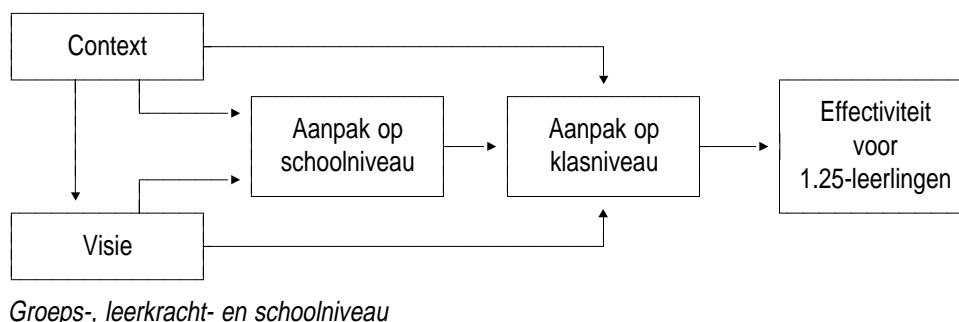 Context
Aanpak op
schoolniveau
Aanpak op
klasniveau
Effectiviteit
voor
1.25-leerlingen
Visie
Groeps-, leerkracht- en schoolniveau